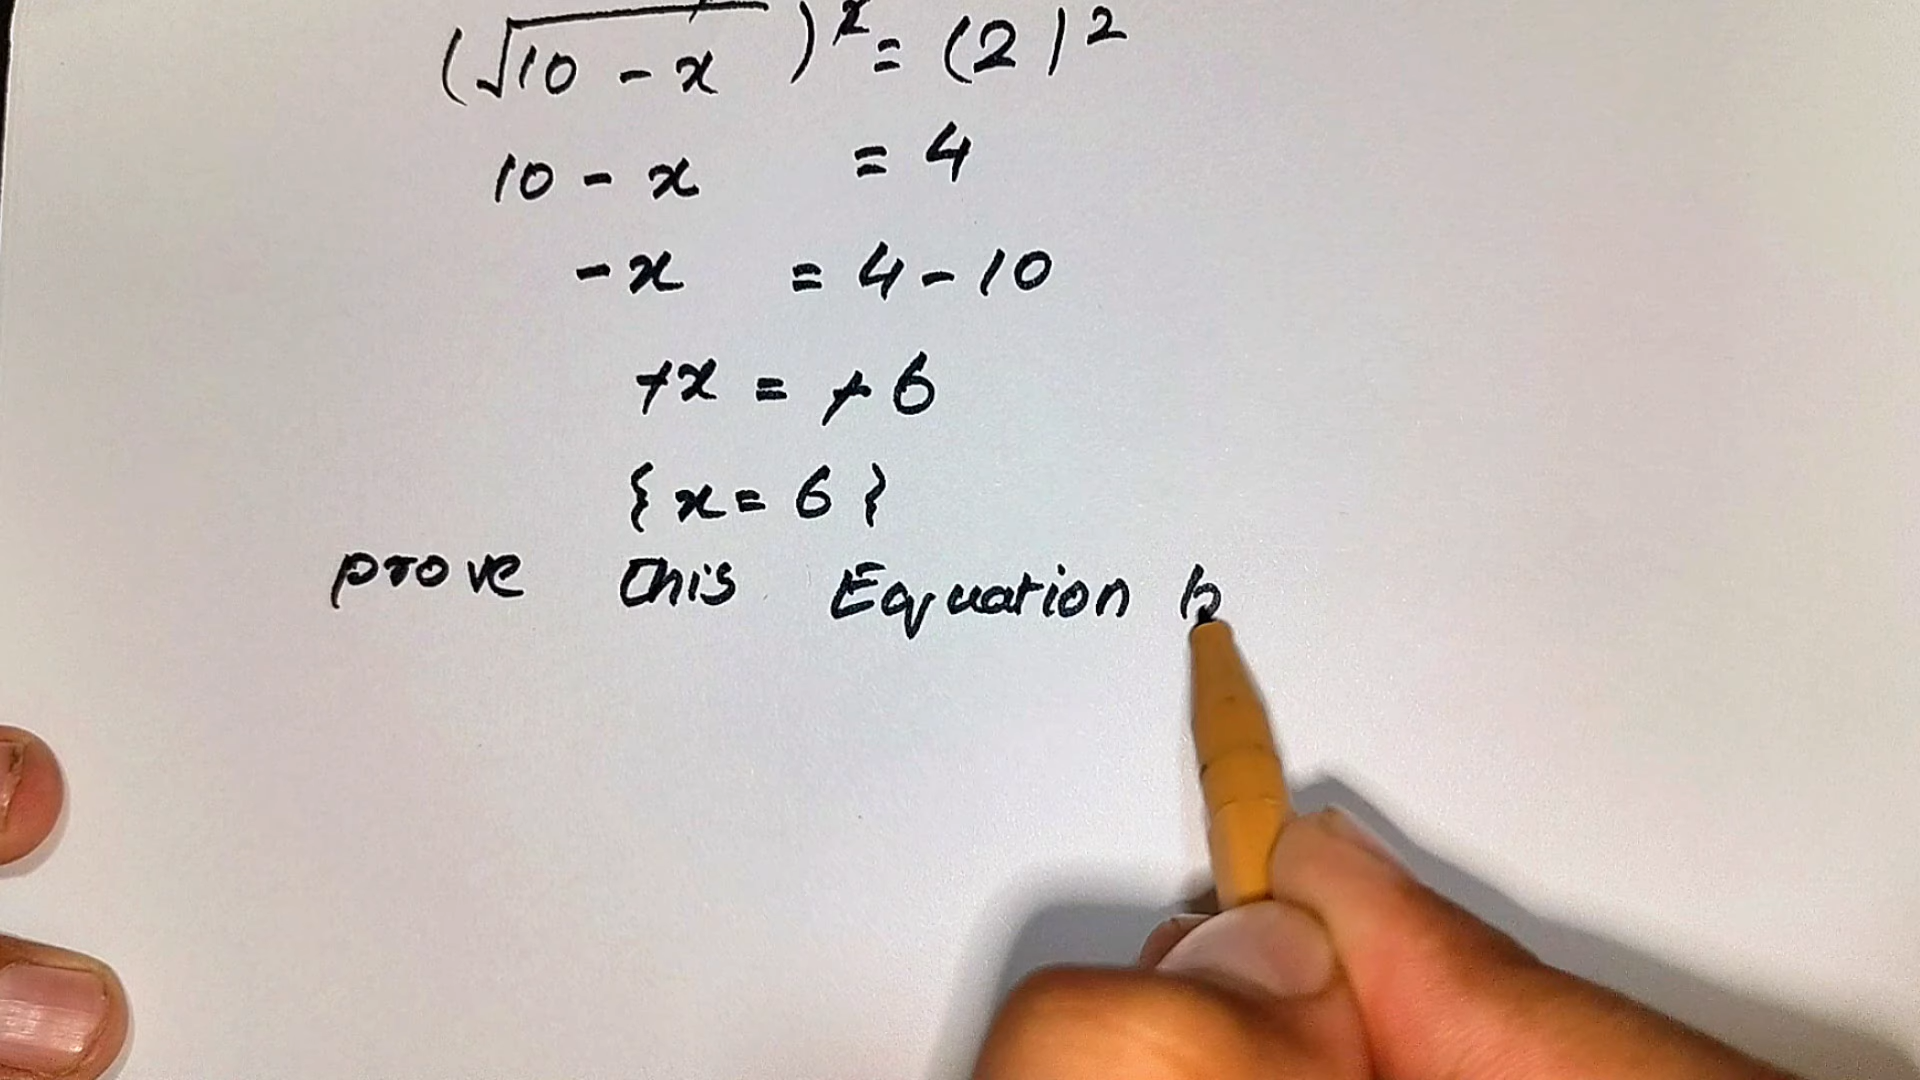 (√10 - x)² = (2)²
10 - x = 4
-x = 4 - 10
+x = +6
{x = 6}
prove this Equation b